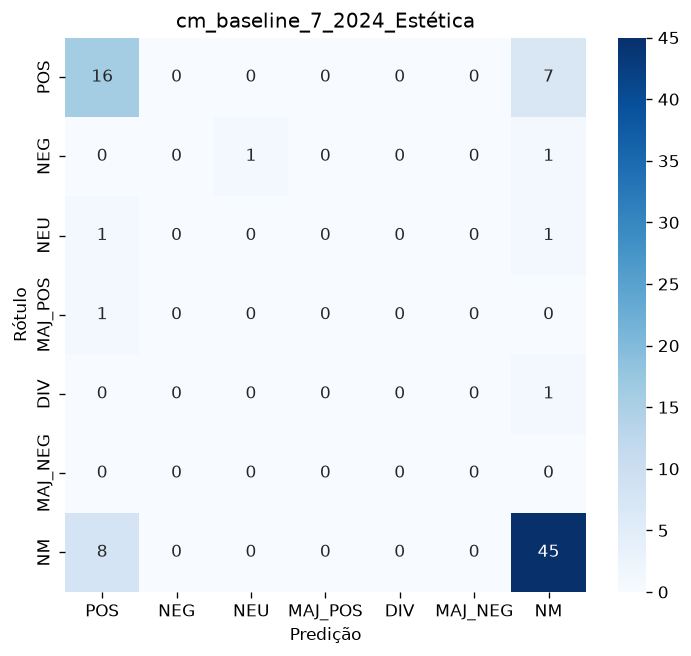 cm_baseline_7_2024_Estética
POS 16 0 0 0 0 0 7
NEG 0 0 1 0 0 0 1
NEU 1 0 0 0 0 0 1
MAJ_POS 1 0 0 0 0 0 0
DIV 0 0 0 0 0 0 1
MAJ_NEG 0 0 0 0 0 0 0
NM 8 0 0 0 0 0 45
POS NEG NEU MAJ_POS DIV MAJ_NEG NM
Predição
Rótulo
45
40
35
30
25
20
15
10
5
0